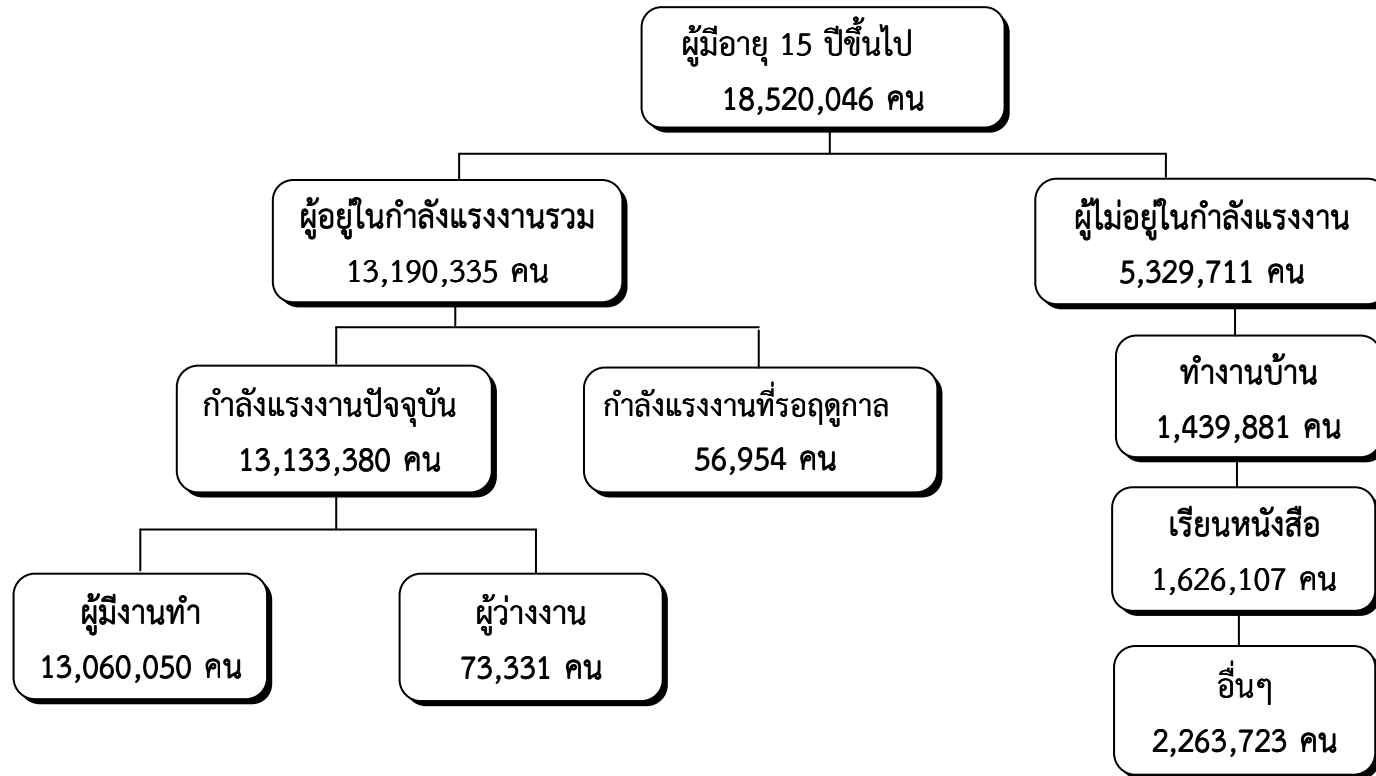 ผู้มีอายุ 15 ปีขึ้นไป
18,520,046 คน
ผู้อยู่ในกำลังแรงงานรวม
13,190,335 คน
ผู้ไม่อยู่ในกำลังแรงงาน
5,329,711 คน
กำลังแรงงานปัจจุบัน
13,133,380 คน
กำลังแรงงานที่รอฤดูกาล
56,954 คน
ทำงานบ้าน
1,439,881 คน
เรียนหนังสือ
1,626,107 คน
ผู้มีงานทำ
13,060,050 คน
ผู้ว่างงาน
73,331 คน
อื่นๆ
2,263,723 คน